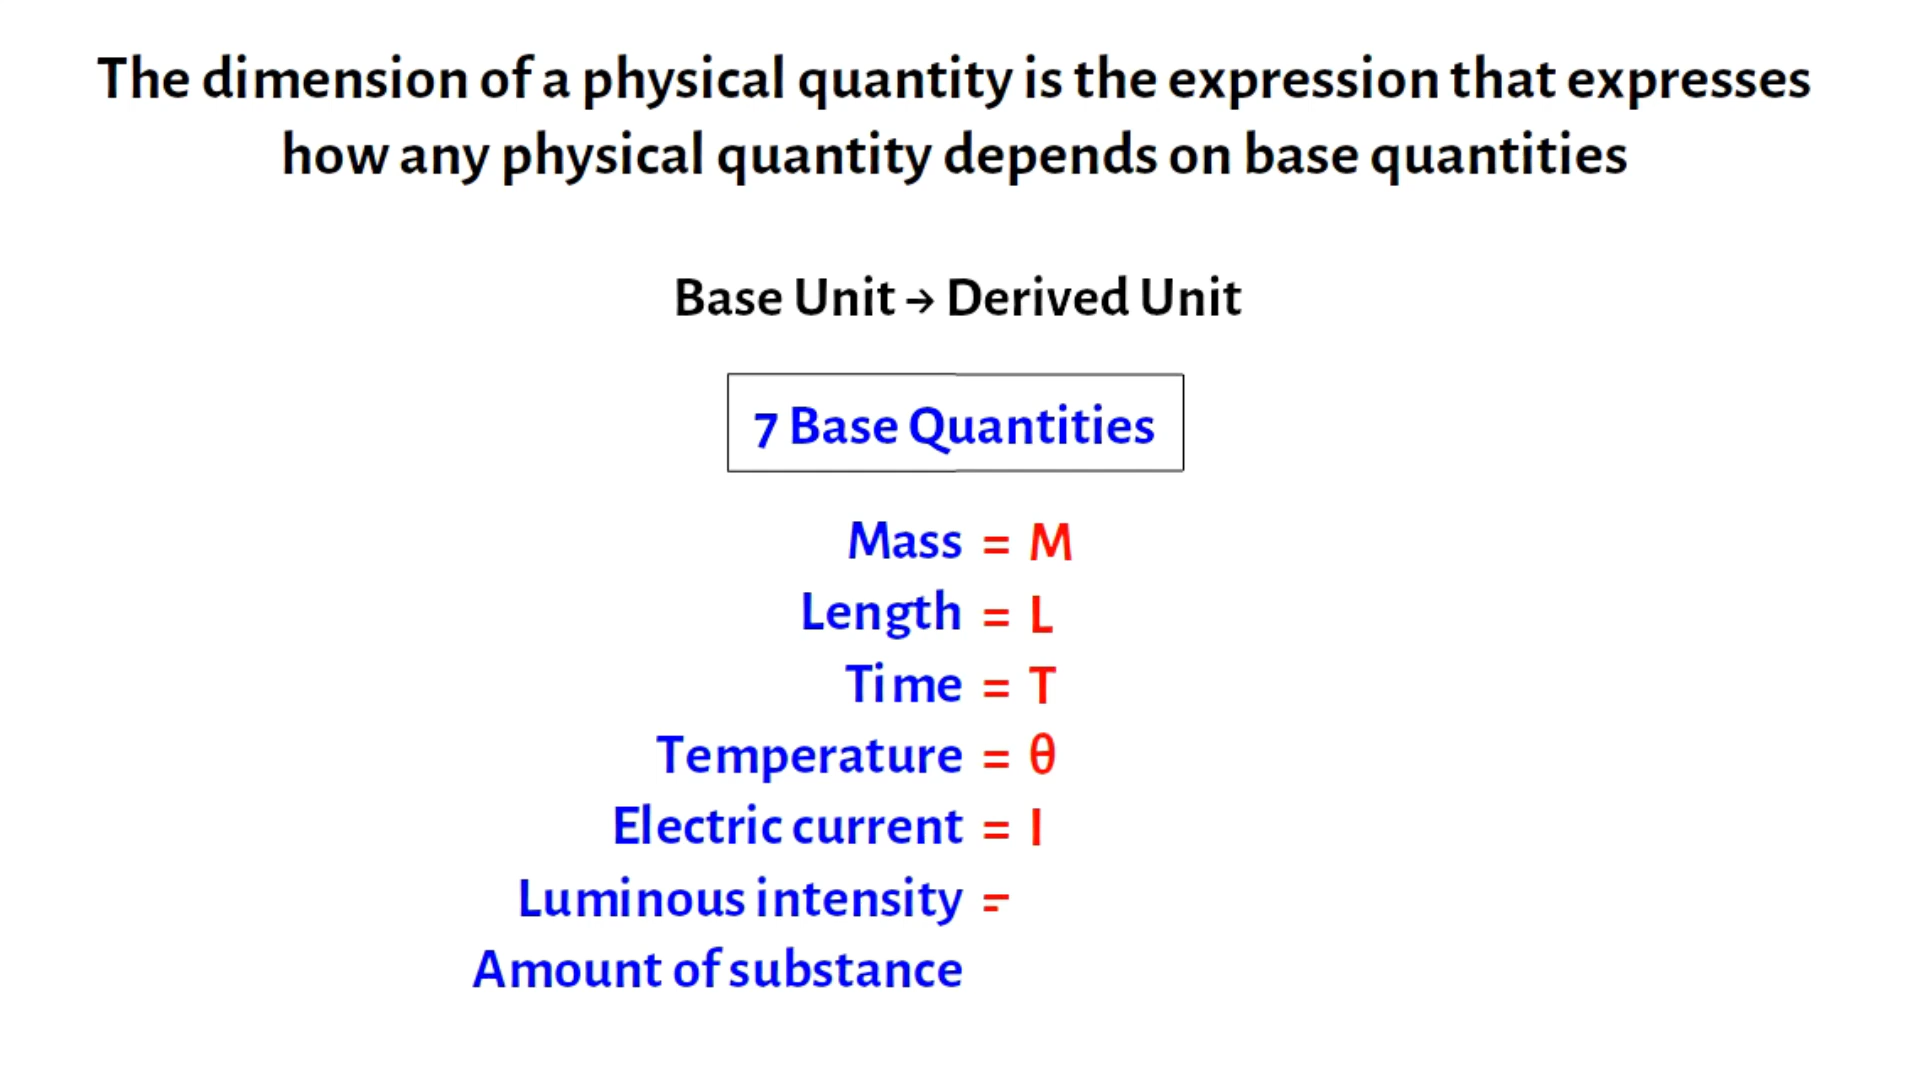 The dimension of a physical quantity is the expression that expresses
how any physical quantity depends on base quantities
Base Unit → Derived Unit
7 Base Quantities
Mass = M
Length = L
Time = T
Temperature = θ
Electric current = I
Luminous intensity =
Amount of substance